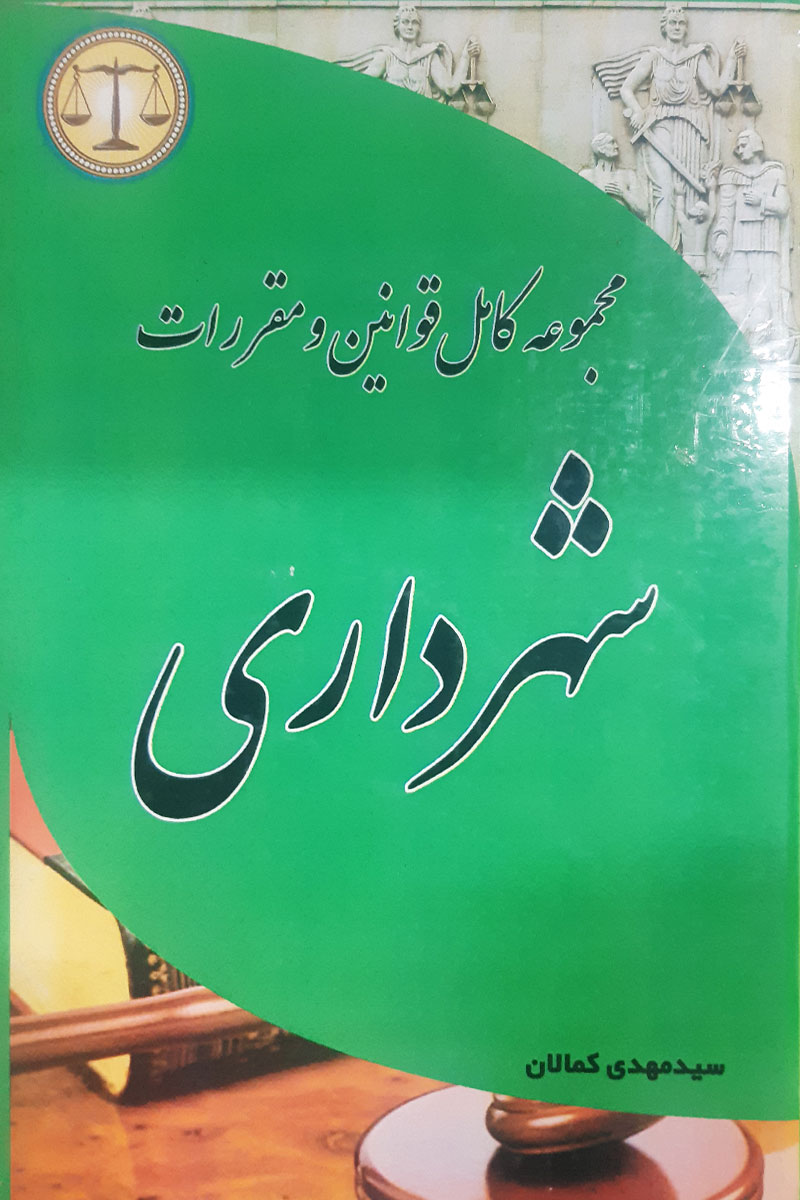 مجموعه کامل قوانین و مقررات
شهرداری
سیدمهدی کمالان